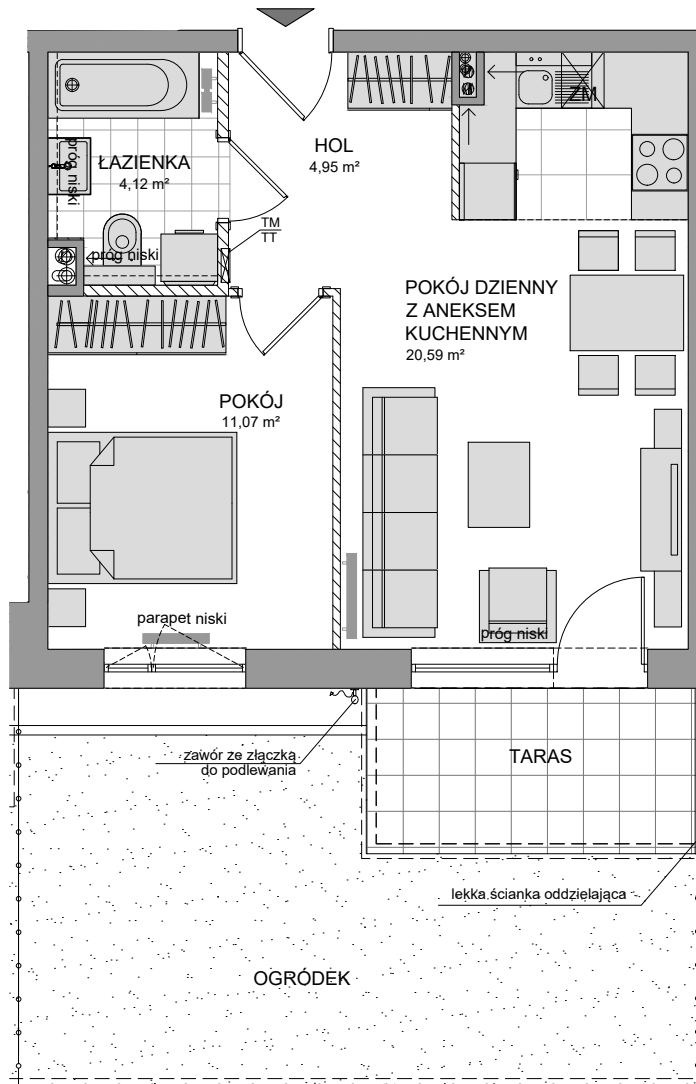 ZM
HOL
4,95 m²
ŁAZIENKA
4,12 m²
próg niski
próg niski
TM
TT
POKÓJ DZIENNY
Z ANEKSEM
KUCHENNYM
20,59 m²
POKÓJ
11,07 m²
parapet niski
próg niski
zawór ze złączką
do podlewania
TARAS
lekka ścianka oddzielająca
OGRÓDEK